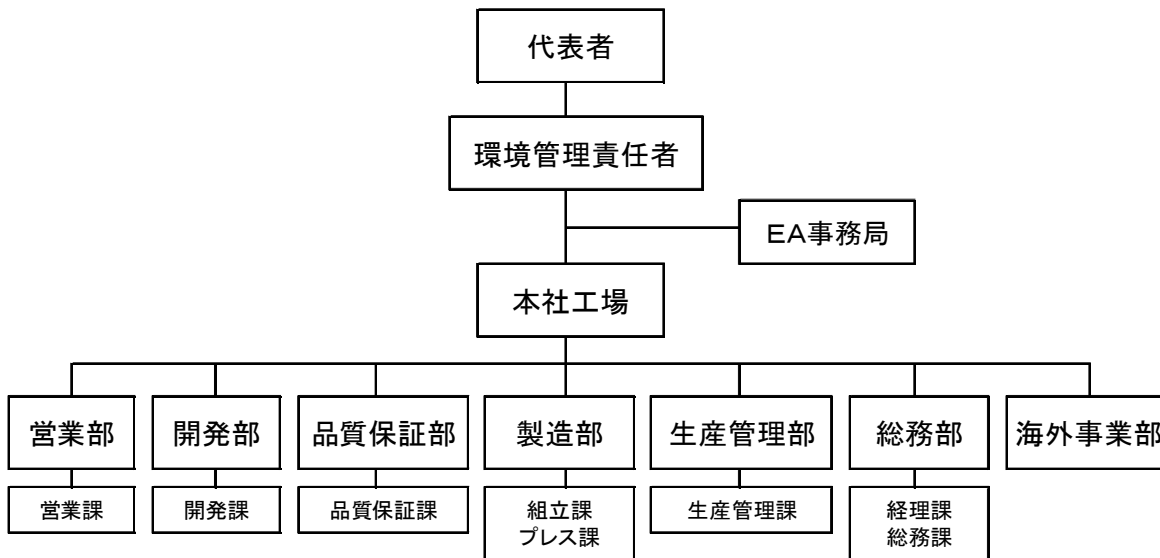 代表者
環境管理責任者
EA事務局
本社工場
営業部
開発部
品質保証部
製造部
生産管理部
総務部
海外事業部
営業課
開発課
品質保証課
組立課
プレス課
生産管理課
経理課
総務課